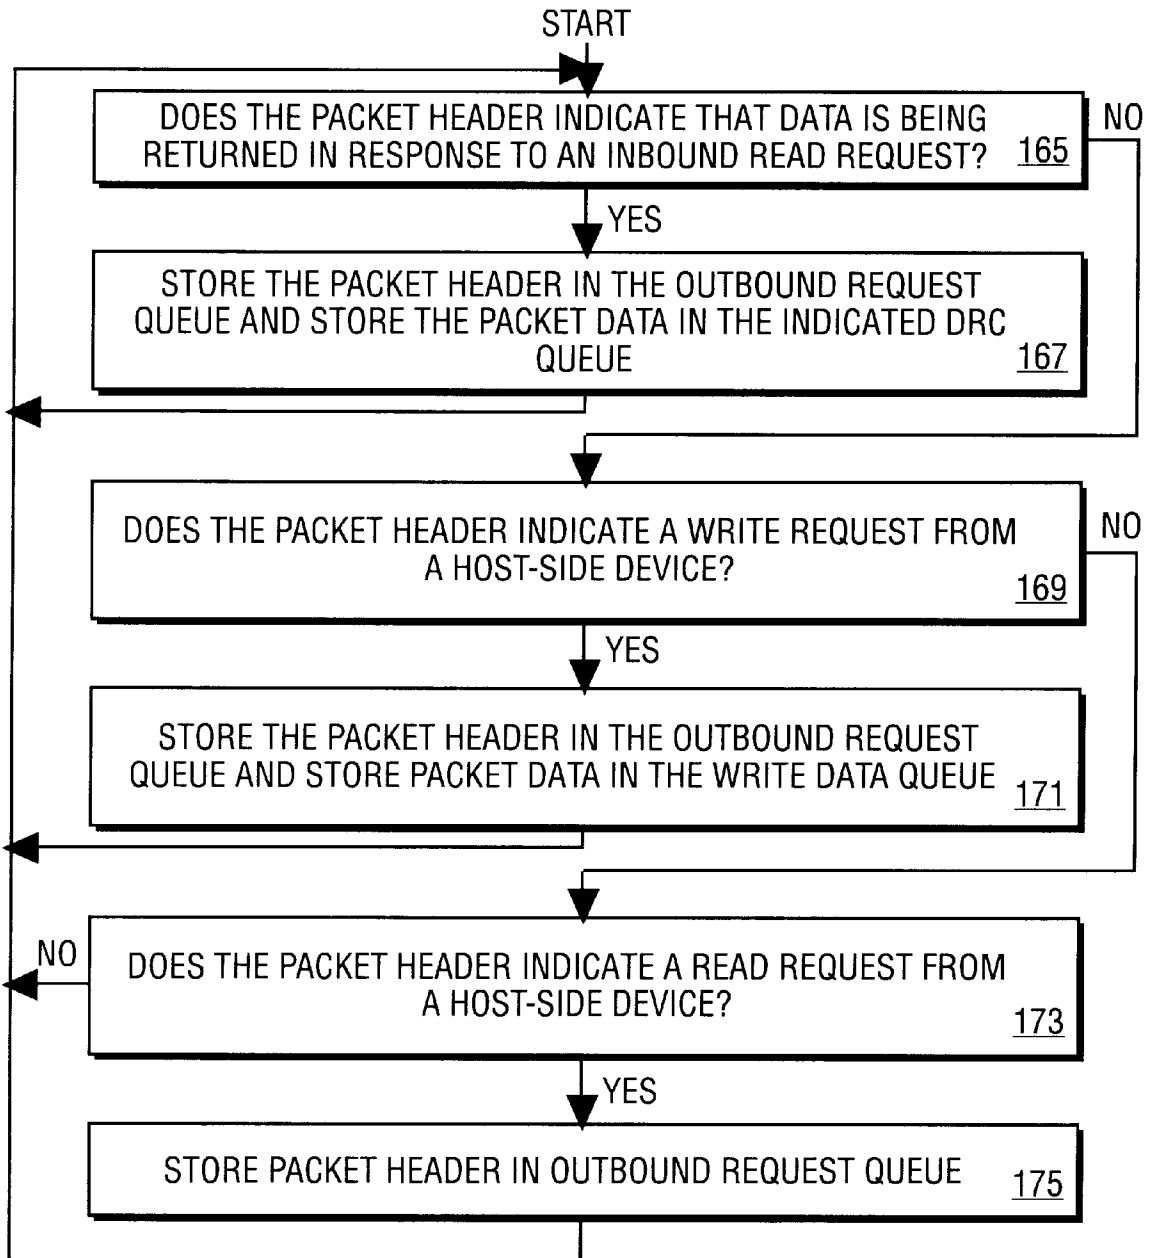 START
DOES THE PACKET HEADER INDICATE THAT DATA IS BEING
RETURNED IN RESPONSE TO AN INBOUND READ REQUEST?
165
NO
YES
STORE THE PACKET HEADER IN THE OUTBOUND REQUEST
QUEUE AND STORE THE PACKET DATA IN THE INDICATED DRC
QUEUE
167
DOES THE PACKET HEADER INDICATE A WRITE REQUEST FROM
A HOST-SIDE DEVICE?
169
NO
YES
STORE THE PACKET HEADER IN THE OUTBOUND REQUEST
QUEUE AND STORE PACKET DATA IN THE WRITE DATA QUEUE
171
NO
DOES THE PACKET HEADER INDICATE A READ REQUEST FROM
A HOST-SIDE DEVICE?
173
YES
STORE PACKET HEADER IN OUTBOUND REQUEST QUEUE
175